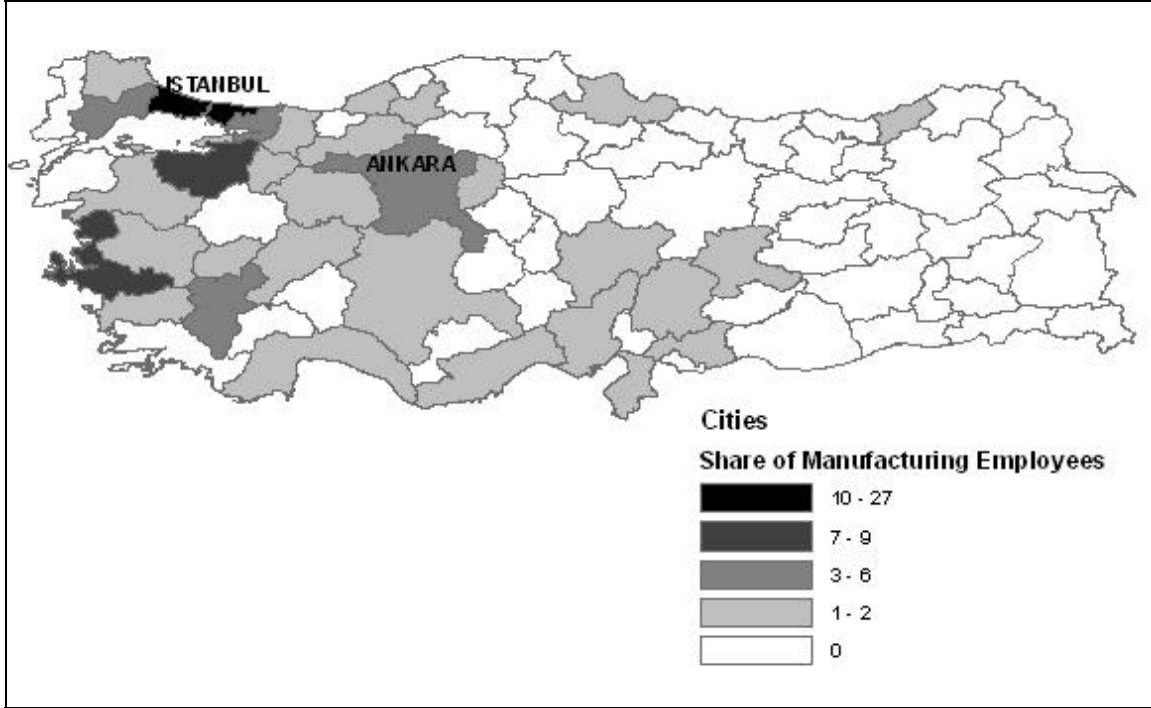 ISTANBUL
ANKARA
Cities
Share of Manufacturing Employees
10 - 27
7 - 9
3 - 6
1 - 2
0